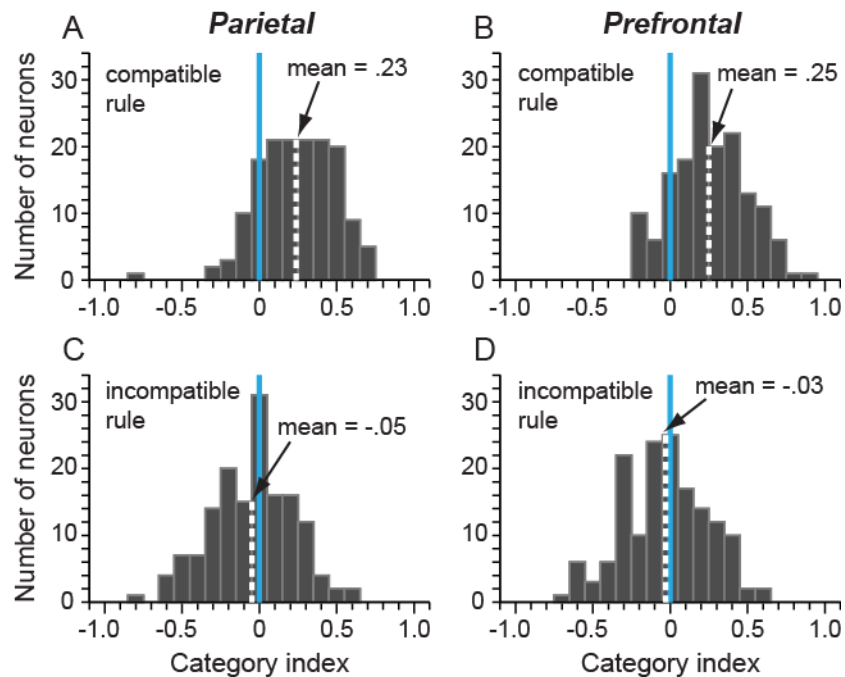 Parietal
Prefrontal
A
B
Number of neurons
30
20
10
0
compatible
rule
mean = .23
-1.0 -0.5 0 0.5 1.0
30
20
10
0
compatible
rule
mean = .25
-1.0 -0.5 0 0.5 1.0
C
D
Number of neurons
30
20
10
0
incompatible
rule
mean = -.05
-1.0 -0.5 0 0.5 1.0
Category index
30
20
10
0
incompatible
rule
mean = -.03
-1.0 -0.5 0 0.5 1.0
Category index